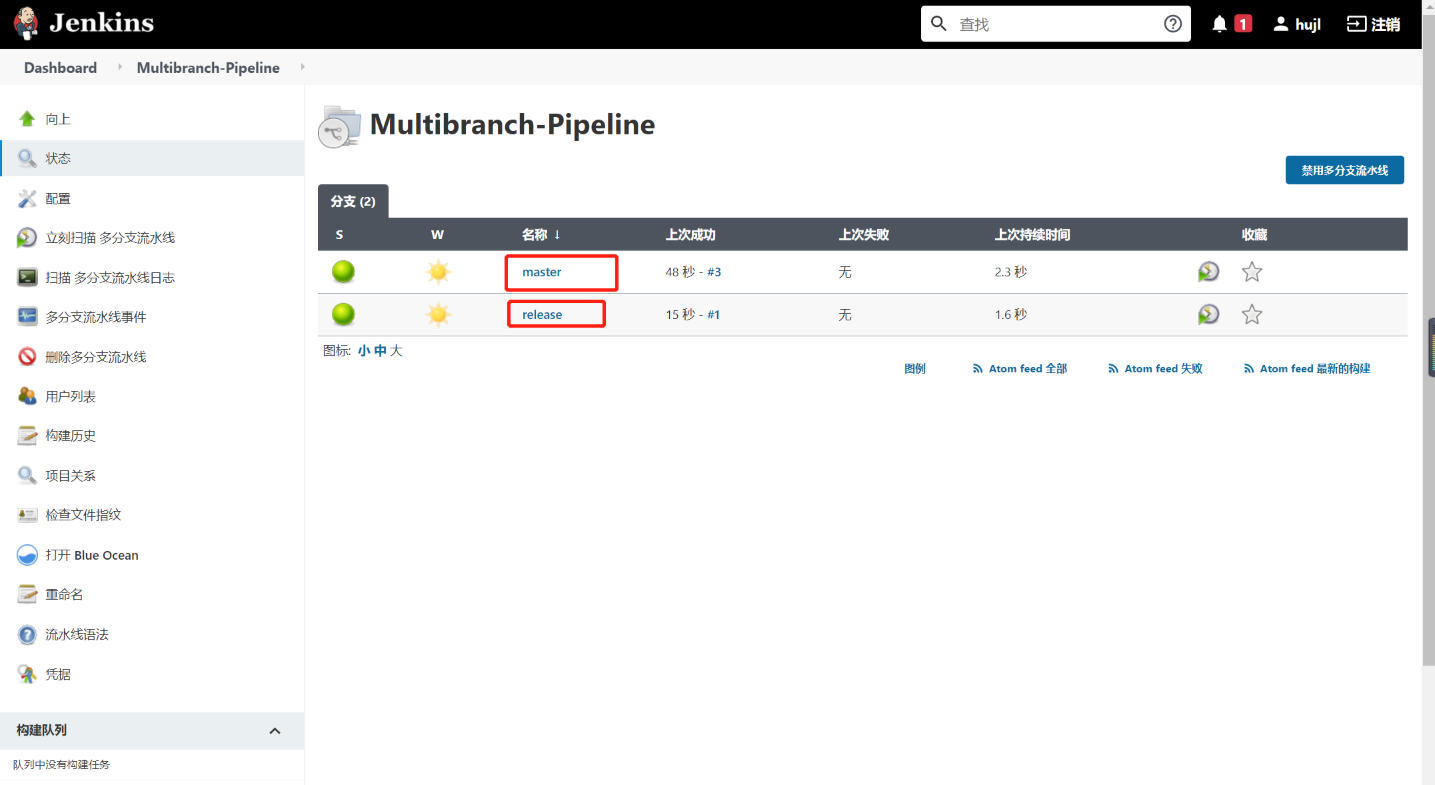 Jenkins
查找
1
hujl
注销
Dashboard
Multibranch-Pipeline
向上
状态
配置
立刻扫描 多分支流水线
扫描 多分支流水线日志
多分支流水线事件
删除多分支流水线
用户列表
构建历史
项目关系
检查文件指纹
打开 Blue Ocean
重命名
流水线语法
凭据
构建队列
队列中没有构建任务
Multibranch-Pipeline
禁用多分支流水线
分支 (2)
S W 名称 ↓ 上次成功 上次失败 上次持续时间 收藏
master 48 秒 - #3 无 2.3 秒
release 15 秒 - #1 无 1.6 秒
图标: 小 中 大
图例 Atom feed 全部 Atom feed 失败 Atom feed 最新的构建